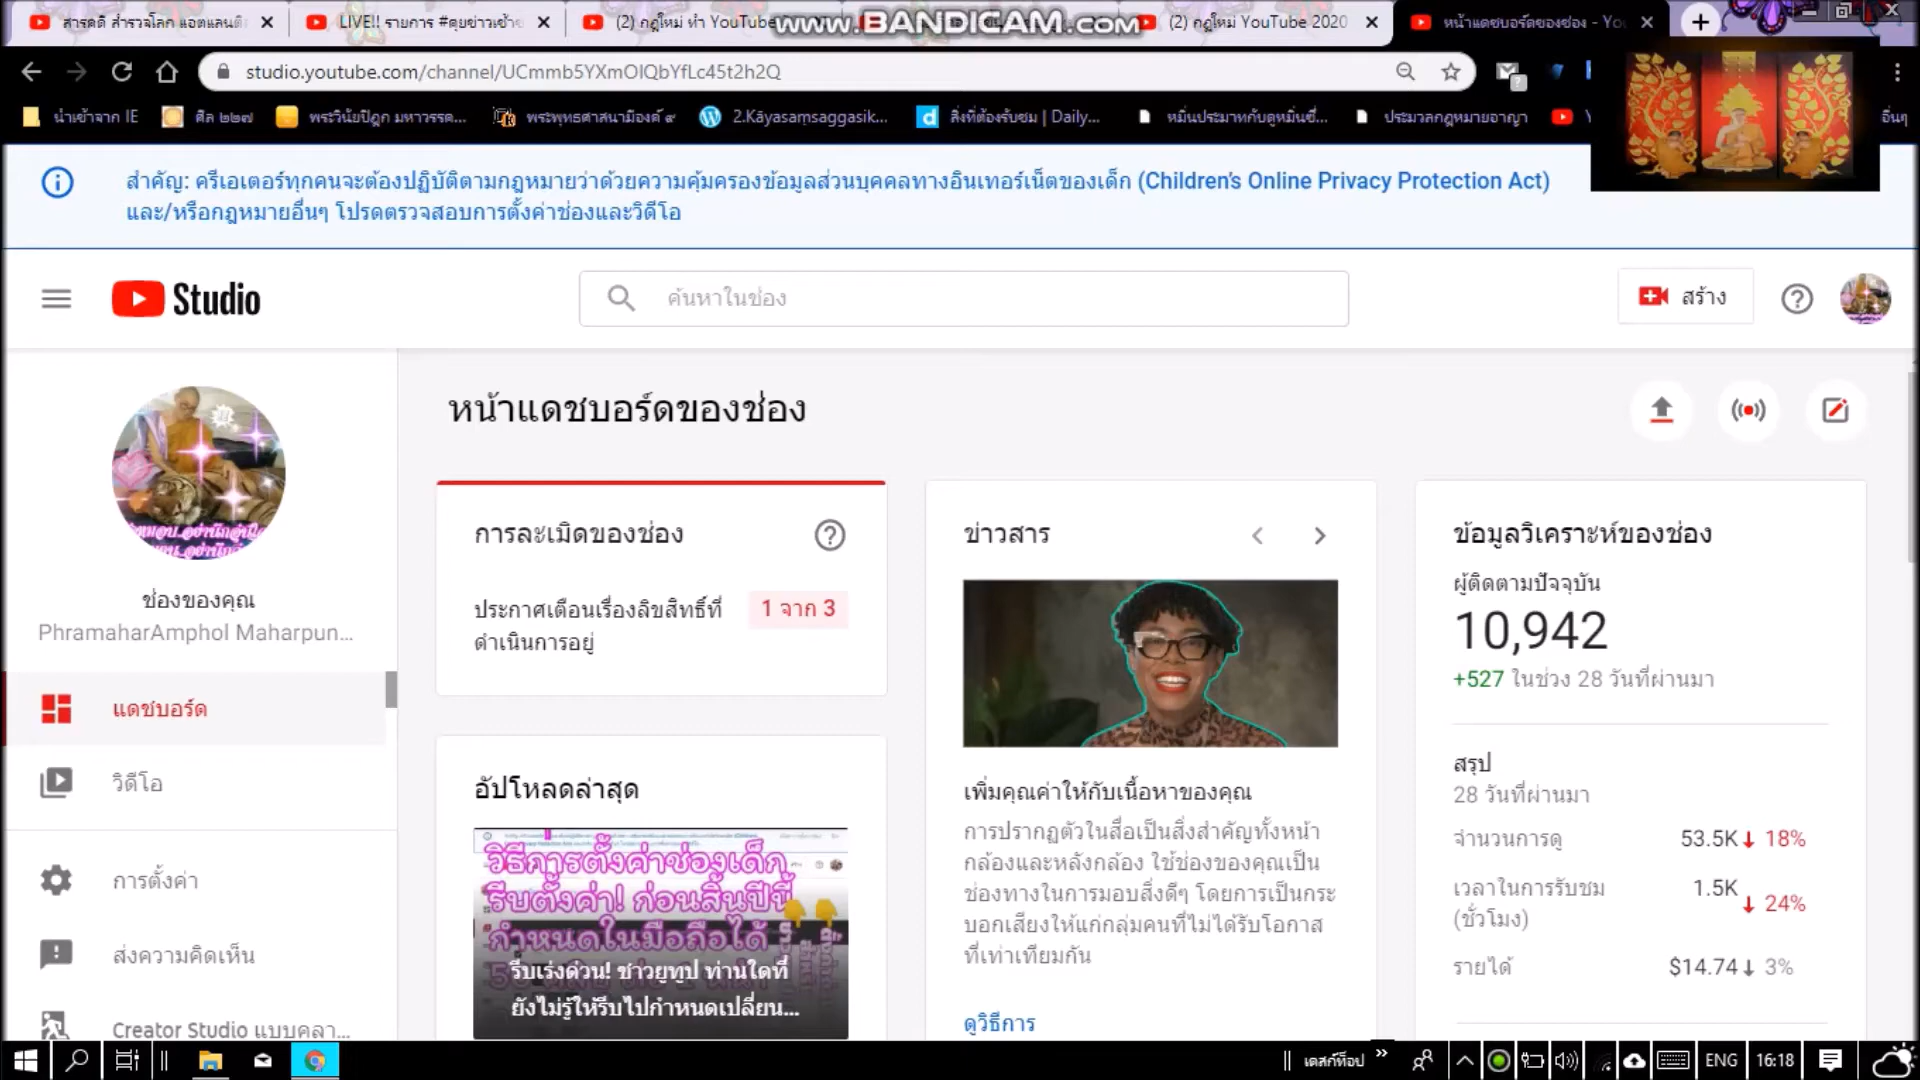 สารคดี สำรวจโลก แอตแลนติ
LIVE!! รายการ #คุยข่าวเช้าช
(2) กฎใหม่ ทำ YouTube
www.BANDICAM.com
(2) กฎใหม่ YouTube 2020
หน้าแดชบอร์ดของช่อง - You
studio.youtube.com/channel/UCmmb5YXmOIQbYfLc45t2h2Q
นำเข้าจาก IE
ศีล ๒๒๗
พระวินัยปิฎก มหาวรรค...
พระพุทธศาสนามีองค์ ๙
2.Kāyasaṃsaggasik...
สิ่งที่ต้องรับชม | Daily...
หมิ่นประมาทกับดูหมิ่นซึ่...
ประมวลกฎหมายอาญา
อื่นๆ
สำคัญ: ครีเอเตอร์ทุกคนจะต้องปฏิบัติตามกฎหมายว่าด้วยความคุ้มครองข้อมูลส่วนบุคคลทางอินเทอร์เน็ตของเด็ก (Children's Online Privacy Protection Act)
และ/หรือกฎหมายอื่นๆ โปรดตรวจสอบการตั้งค่าช่องและวิดีโอ
Studio
ค้นหาในช่อง
สร้าง
หน้าแดชบอร์ดของช่อง
ช่องของคุณ
PhramaharAmphol Maharpun...
แดชบอร์ด
วิดีโอ
การตั้งค่า
ส่งความคิดเห็น
Creator Studio แบบคลา...
การละเมิดของช่อง
ประกาศเตือนเรื่องลิขสิทธิ์ที่
ดำเนินการอยู่
1 จาก 3
อัปโหลดล่าสุด
วิธีการตั้งค่าช่องเด็ก
รีบตั้งค่า! ก่อนสิ้นปีนี้
กำหนดในมือถือได้
รีบเร่งด่วน! ชาวยูทูป ท่านใดที่
ยังไม่รู้ให้รีบไปกำหนดเปลี่ยน...
ข่าวสาร
เพิ่มคุณค่าให้กับเนื้อหาของคุณ
การปรากฏตัวในสื่อเป็นสิ่งสำคัญทั้งหน้า
กล้องและหลังกล้อง ใช้ช่องของคุณเป็น
ช่องทางในการมอบสิ่งดีๆ โดยการเป็นกระ
บอกเสียงให้แก่กลุ่มคนที่ไม่ได้รับโอกาส
ที่เท่าเทียมกัน
ดูวิธีการ
ข้อมูลวิเคราะห์ของช่อง
ผู้ติดตามปัจจุบัน
10,942
+527 ในช่วง 28 วันที่ผ่านมา
สรุป
28 วันที่ผ่านมา
จำนวนการดู 53.5K 18%
เวลาในการรับชม 1.5K
(ชั่วโมง) 24%
รายได้ $14.74 3%
เดสก์ท็อป
ENG
16:18